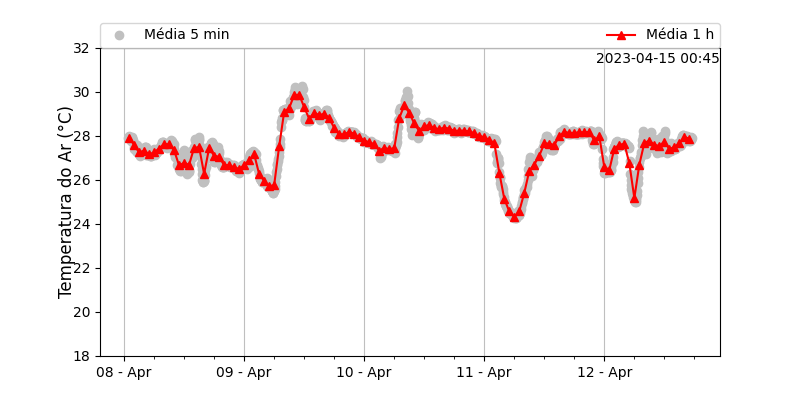 Média 5 min
Média 1 h
2023-04-15 00:45
Temperatura do Ar (°C)
32
30
28
26
24
22
20
18
08 - Apr
09 - Apr
10 - Apr
11 - Apr
12 - Apr